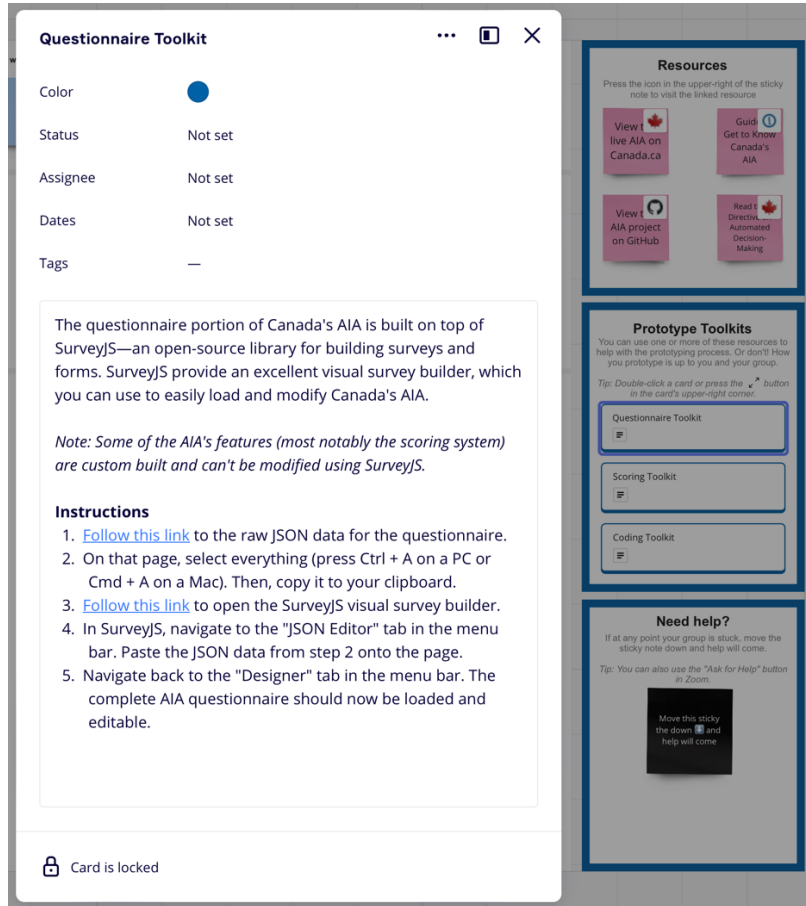 Questionnaire Toolkit
Color
Status
Not set
Assignee
Not set
Dates
Not set
Tags
—
The questionnaire portion of Canada's AIA is built on top of
SurveyJS—an open-source library for building surveys and
forms. SurveyJS provide an excellent visual survey builder, which
you can use to easily load and modify Canada's AIA.
Note: Some of the AIA's features (most notably the scoring system)
are custom built and can't be modified using SurveyJS.
Instructions
1. Follow this link to the raw JSON data for the questionnaire.
2. On that page, select everything (press Ctrl + A on a PC or
Cmd + A on a Mac). Then, copy it to your clipboard.
3. Follow this link to open the SurveyJS visual survey builder.
4. In SurveyJS, navigate to the "JSON Editor" tab in the menu
bar. Paste the JSON data from step 2 onto the page.
5. Navigate back to the "Designer" tab in the menu bar. The
complete AIA questionnaire should now be loaded and
editable.
Card is locked
Resources
Press the icon in the upper-right of the sticky
note to visit the linked resource
View
live AIA on
Canada.ca
Get to Know
Canada's
AIA
View
AIA project
on GitHub
Read
Automated
Decision-
Making
Prototype Toolkits
You can use one or more of these resources to
help with the prototyping process. Or don't! How
you prototype is up to you and your group.
Tip: Double-click a card or press the button
in the card's upper-right corner.
Questionnaire Toolkit
Scoring Toolkit
Coding Toolkit
Need help?
If at any point your group is stuck, move the
sticky note down and help will come.
Tip: You can also use the "Ask for Help" button
in Zoom.
Move this sticky
the down ⬇ and
help will come